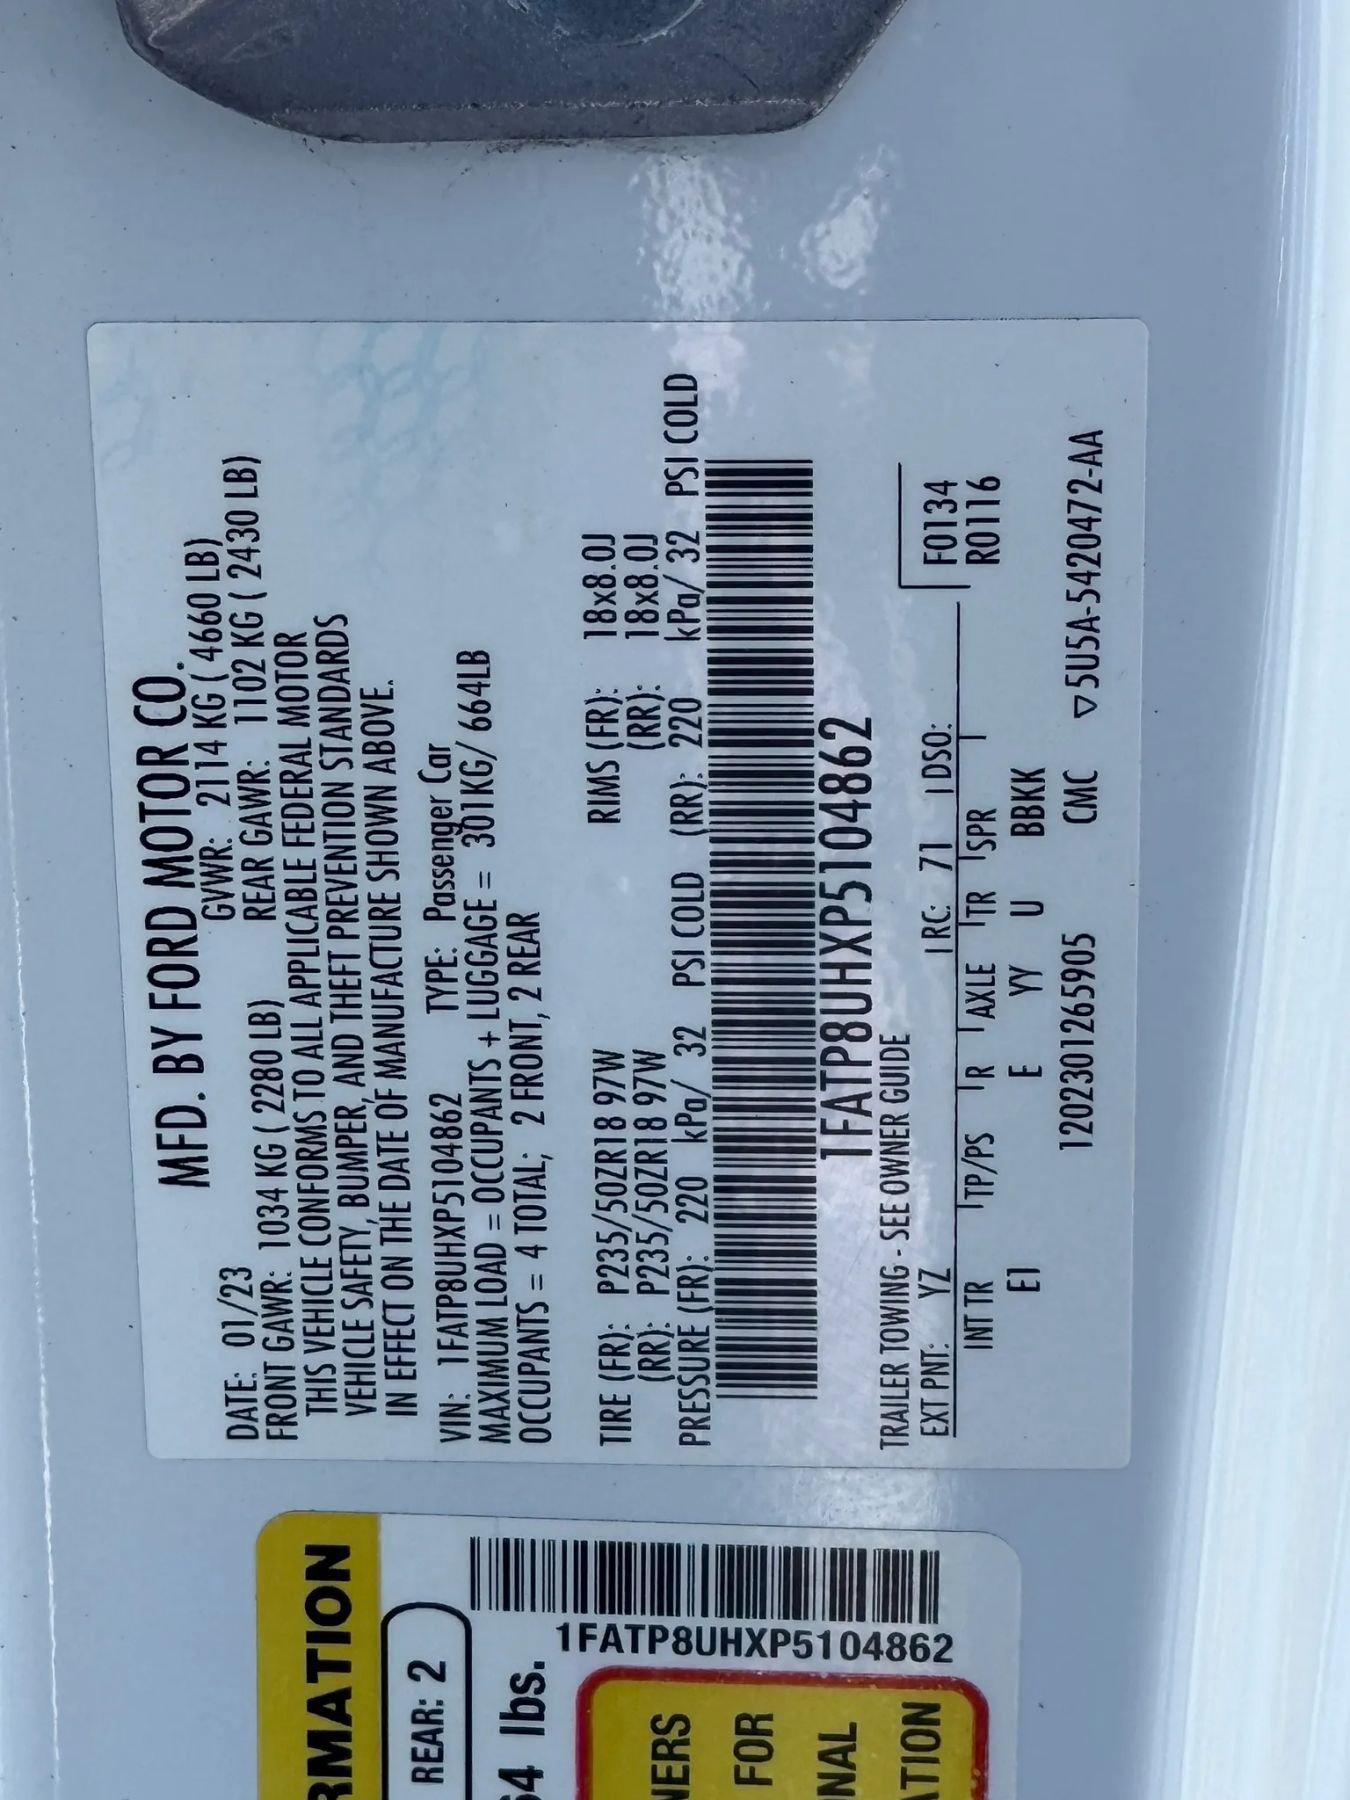 MFD. BY FORD MOTOR CO.
DATE: 01/23 GVWR: 2114 KG ( 4660 LB)
FRONT GAWR: 1034 KG ( 2280 LB) REAR GAWR: 1102 KG ( 2430 LB)
THIS VEHICLE CONFORMS TO ALL APPLICABLE FEDERAL MOTOR
VEHICLE SAFETY, BUMPER, AND THEFT PREVENTION STANDARDS
IN EFFECT ON THE DATE OF MANUFACTURE SHOWN ABOVE.
VIN: 1FATP8UHXP5104862 TYPE: Passenger Car
MAXIMUM LOAD = OCCUPANTS + LUGGAGE = 301KG/ 664LB
OCCUPANTS = 4 TOTAL; 2 FRONT, 2 REAR
TIRE (FR): P235/50ZR18 97W RIMS (FR): 18x8.0J
(RR): P235/50ZR18 97W (RR): 18x8.0J
PRESSURE (FR): 220 kPa/ 32 PSI COLD (RR): 220 kPa/ 32 PSI COLD
1FATP8UHXP5104862
TRAILER TOWING - SEE OWNER GUIDE
EXT PNT: YZ RC: 71 DSO: F0134
INT TR TP/PS R AXLE TR SPR R0116
E1 E YY U BBKK
1202301265905 CMC ▽5U5A-5420472-AA
RMATION
REAR: 2
64 lbs.
1FATP8UHXP5104862
NERS
FOR
NAL
ATION